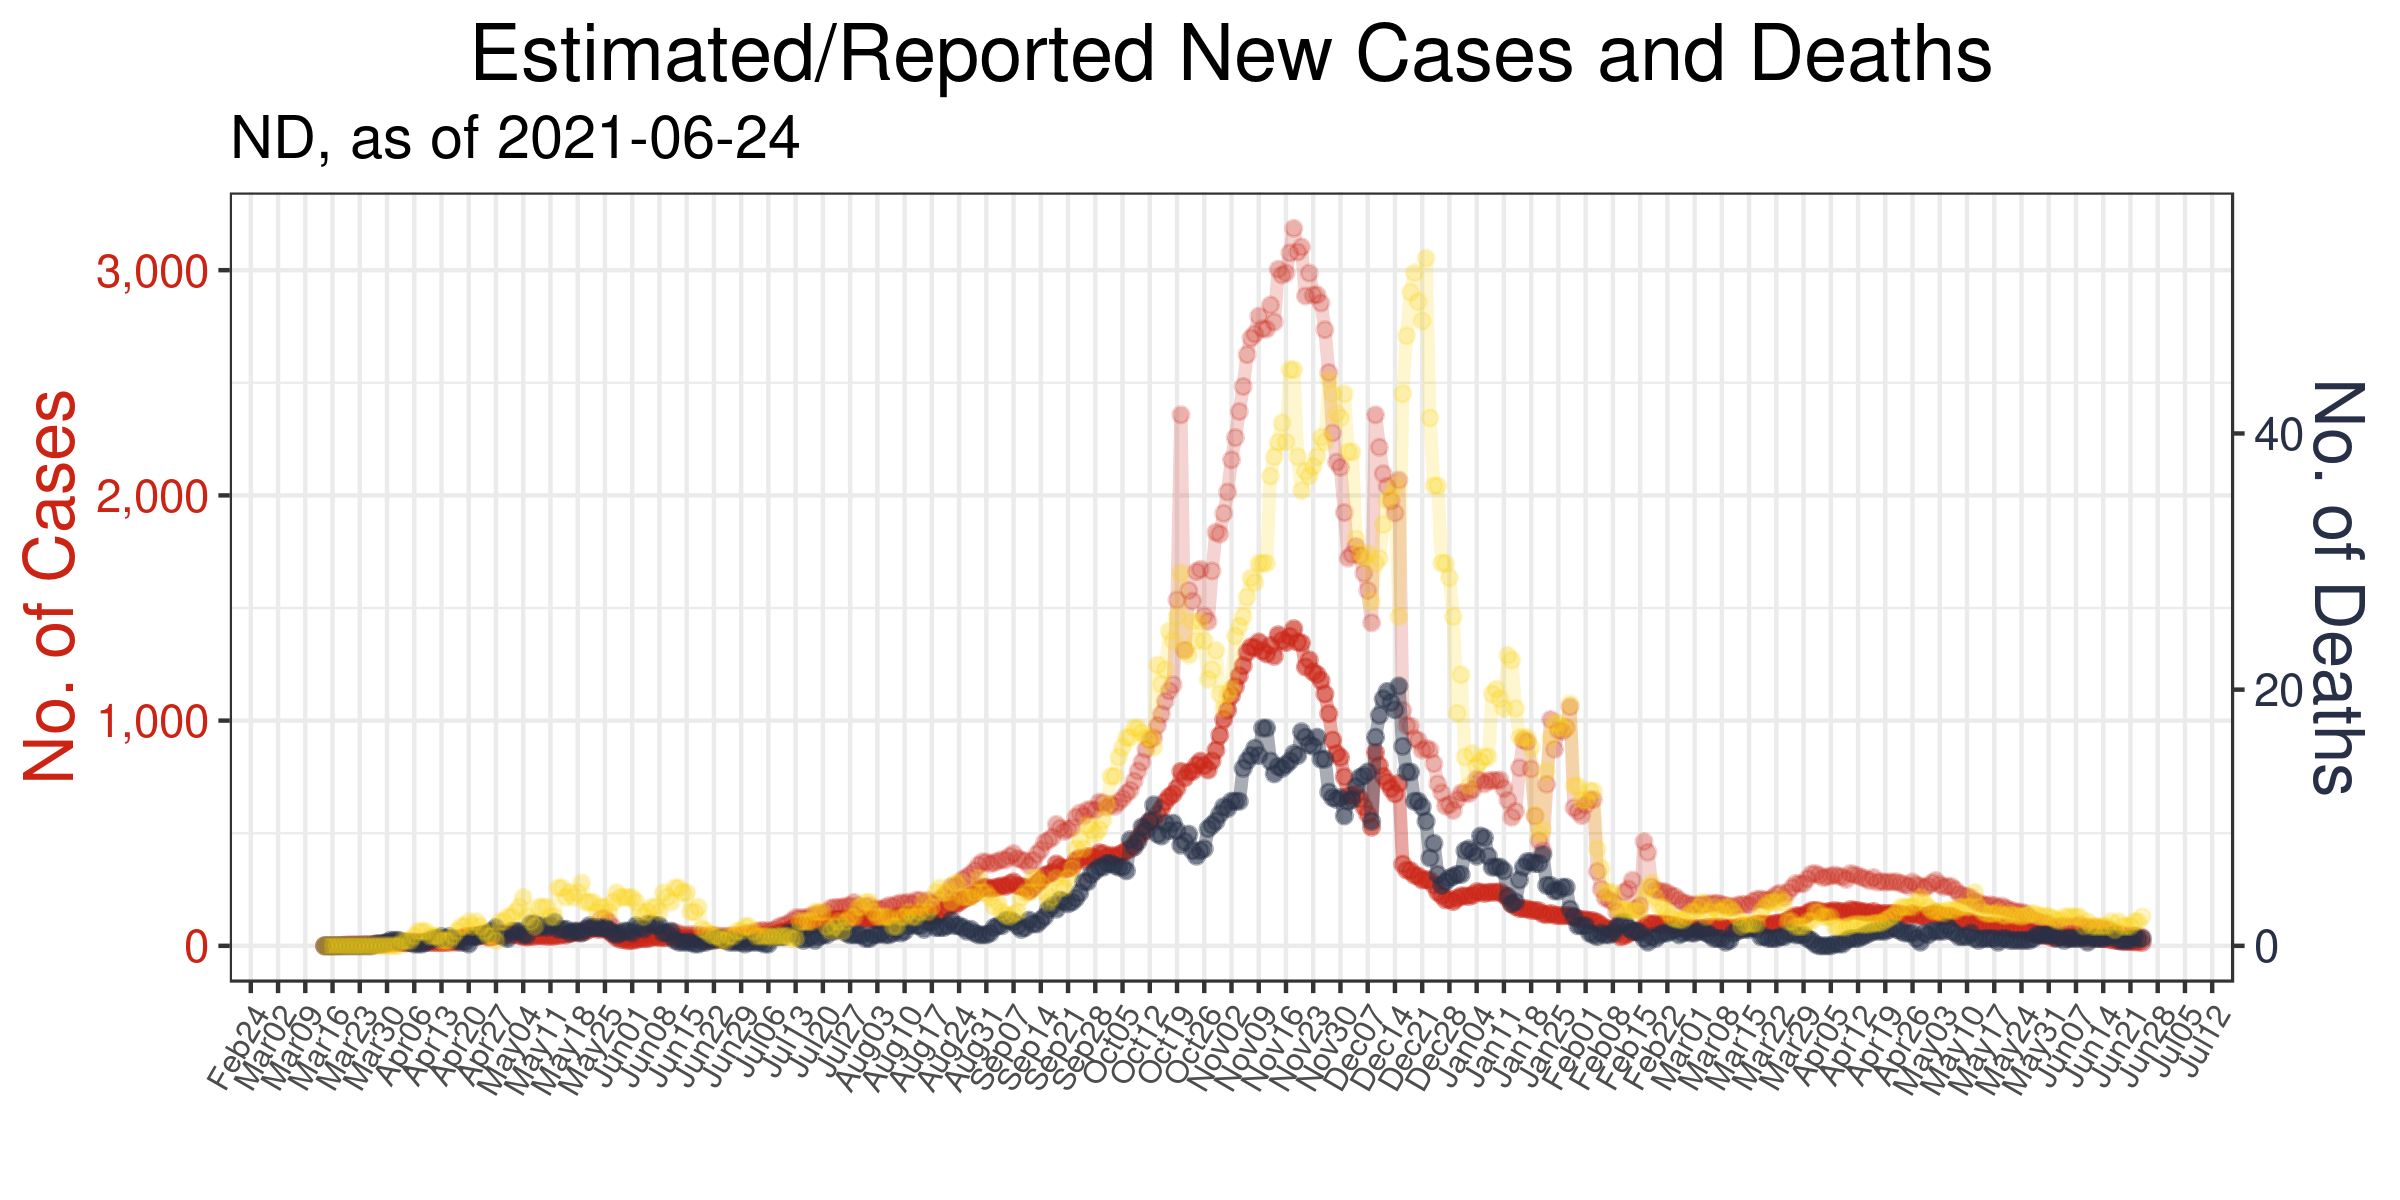 Estimated/Reported New Cases and Deaths
ND, as of 2021-06-24
No. of Cases
3,000
2,000
1,000
0
No. of Deaths
40
20
0
Feb24
Mar02
Mar09
Mar16
Mar23
Mar30
Apr06
Apr13
Apr20
Apr27
May04
May11
May18
May25
Jun01
Jun08
Jun15
Jun22
Jun29
Jul06
Jul13
Jul20
Jul27
Aug03
Aug10
Aug17
Aug24
Aug31
Sep07
Sep14
Sep21
Sep28
Oct05
Oct12
Oct19
Oct26
Nov02
Nov09
Nov16
Nov23
Nov30
Dec07
Dec14
Dec21
Dec28
Jan04
Jan11
Jan18
Jan25
Feb01
Feb08
Feb15
Feb22
Mar01
Mar08
Mar15
Mar22
Mar29
Apr05
Apr12
Apr19
Apr26
May03
May10
May17
May24
May31
Jun07
Jun14
Jun21
Jun28
Jul05
Jul12